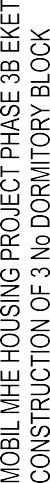 MOBIL MHE HOUSING PROJECT PHASE 3B EKET
CONSTRUCTION OF 3 No DORMITORY BLOCK